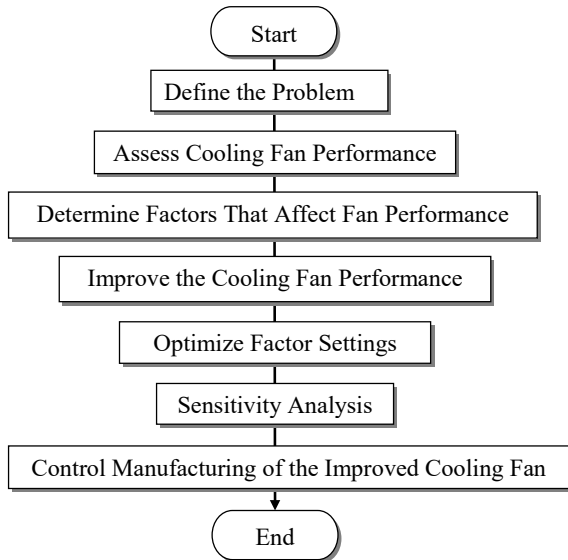 Start
Define the Problem
Assess Cooling Fan Performance
Determine Factors That Affect Fan Performance
Improve the Cooling Fan Performance
Optimize Factor Settings
Sensitivity Analysis
Control Manufacturing of the Improved Cooling Fan
End